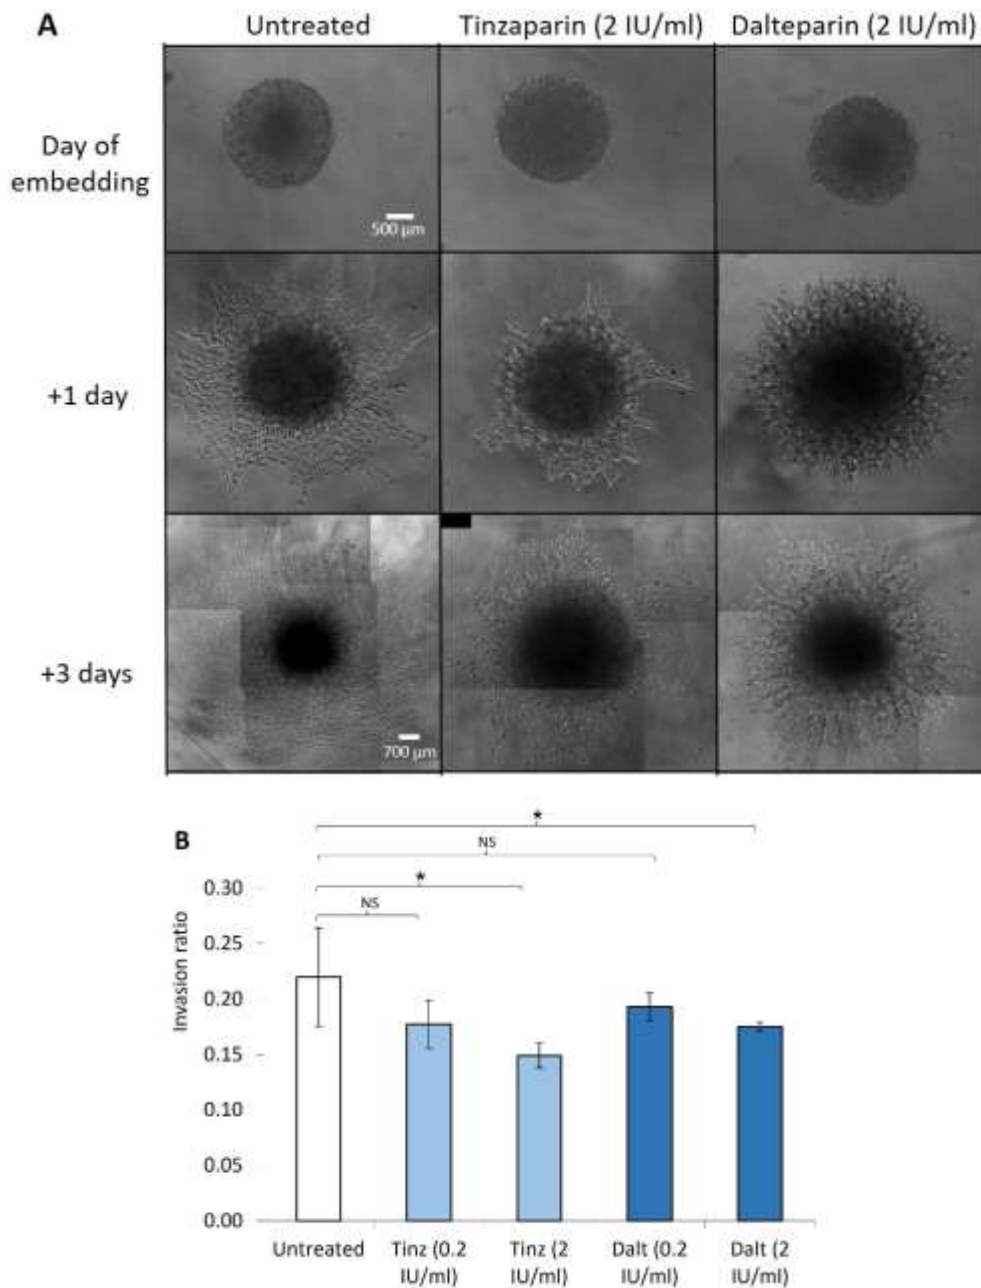 A
Untreated
Tinzaparin (2 IU/ml)
Dalteparin (2 IU/ml)
Day of
embedding
500 µm
+1 day
+3 days
700 µm
B
*
NS
*
NS
Invasion ratio
0.30
0.25
0.20
0.15
0.10
0.05
0.00
Untreated
Tinz (0.2
IU/ml)
Tinz (2
IU/ml)
Dalt (0.2
IU/ml)
Dalt (2
IU/ml)